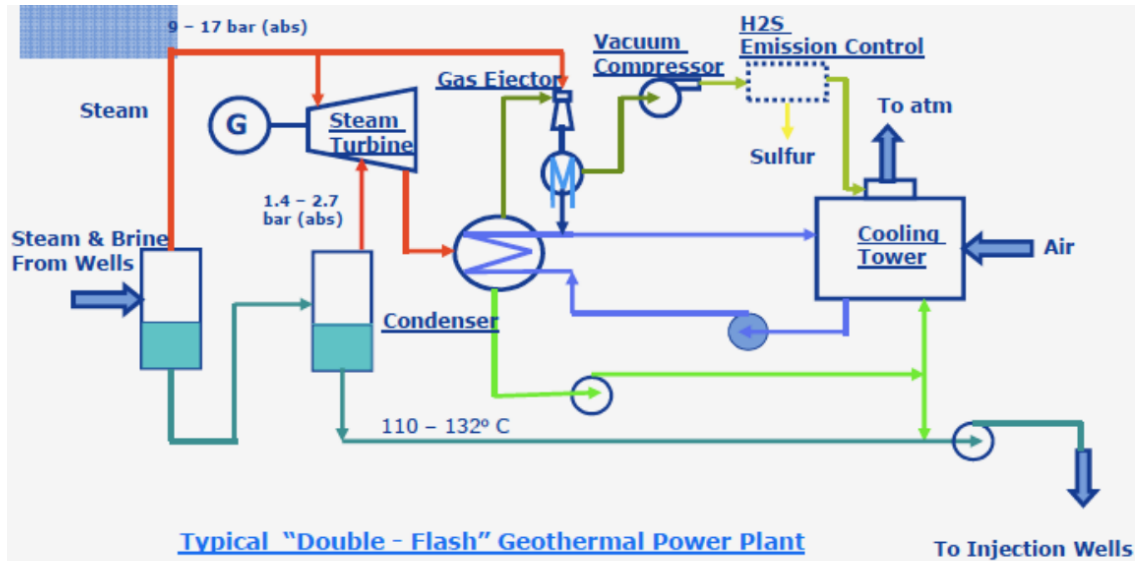 9 – 17 bar (abs)
H2S
Emission Control
Vacuum
Compressor
Gas Ejector
Steam
To atm
G
Steam
Turbine
Sulfur
1.4 – 2.7
bar (abs)
Steam & Brine
From Wells
Cooling
Tower
Air
Condenser
110 – 132º C
Typical "Double - Flash" Geothermal Power Plant
To Injection Wells